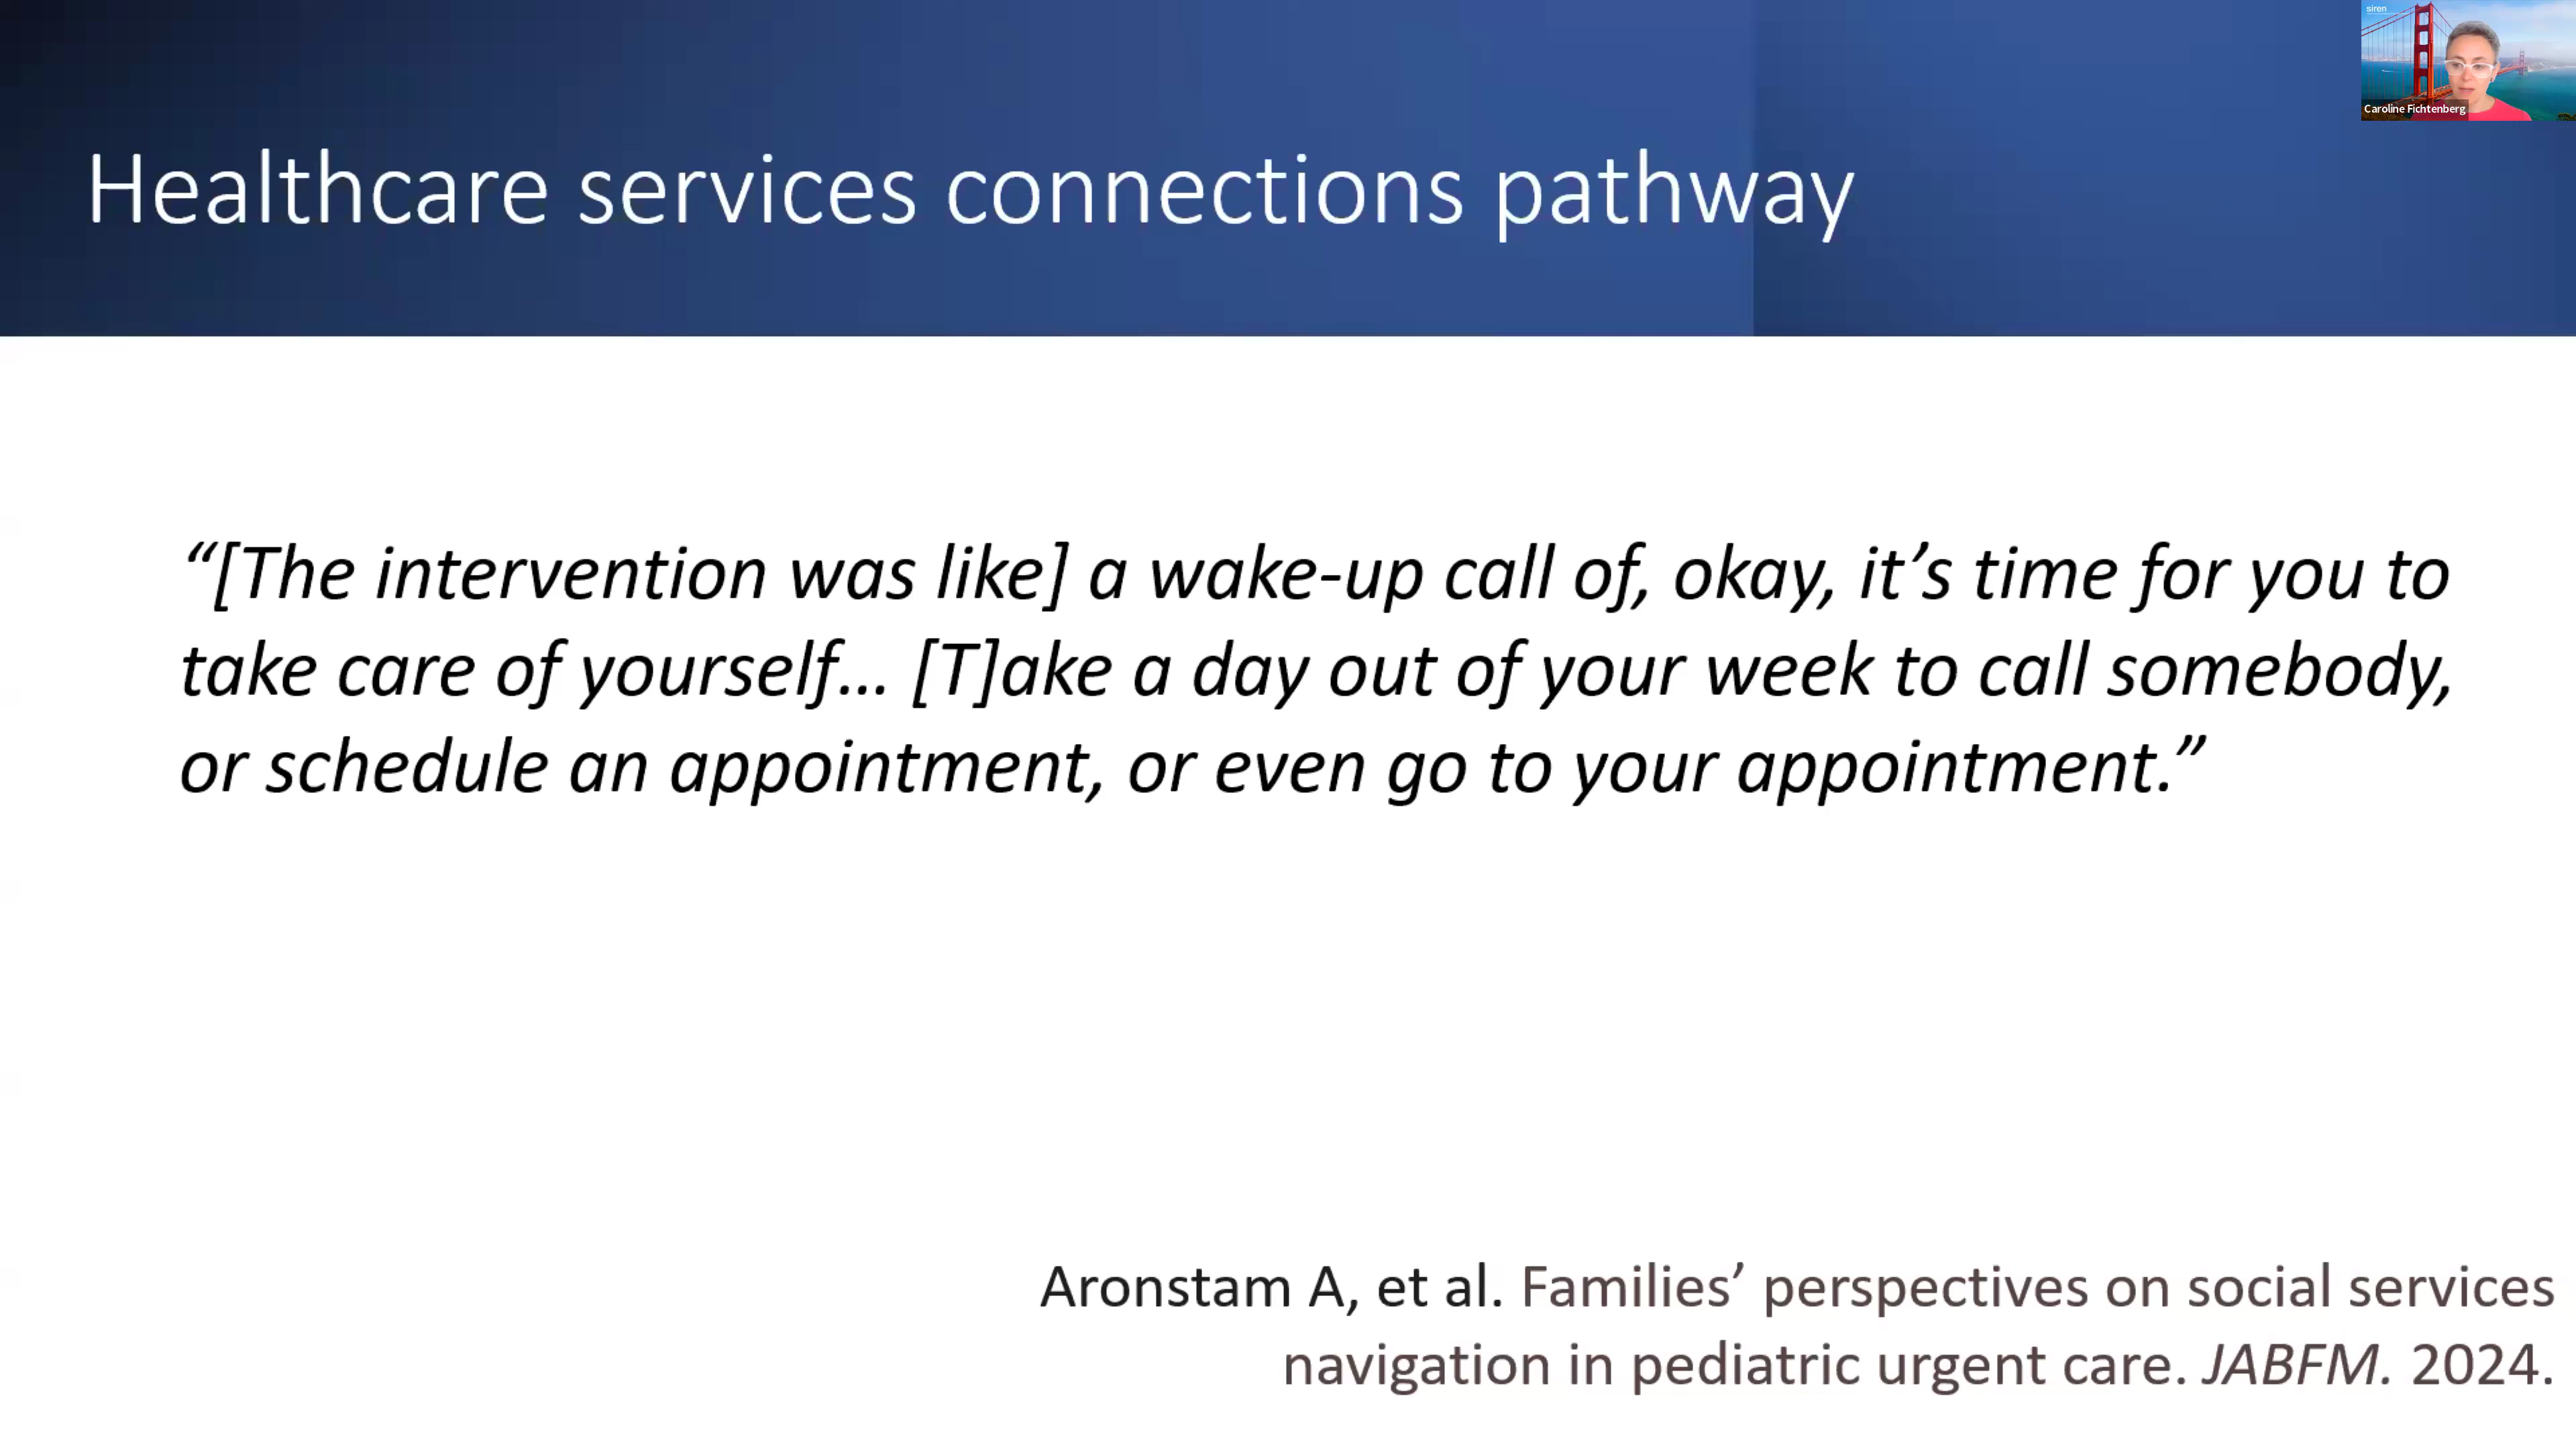 siren
Caroline Fichtenberg
Healthcare services connections pathway
“[The intervention was like] a wake-up call of, okay, it’s time for you to
take care of yourself... [T]ake a day out of your week to call somebody,
or schedule an appointment, or even go to your appointment.”
Aronstam A, et al. Families’ perspectives on social services
navigation in pediatric urgent care. JABFM. 2024.